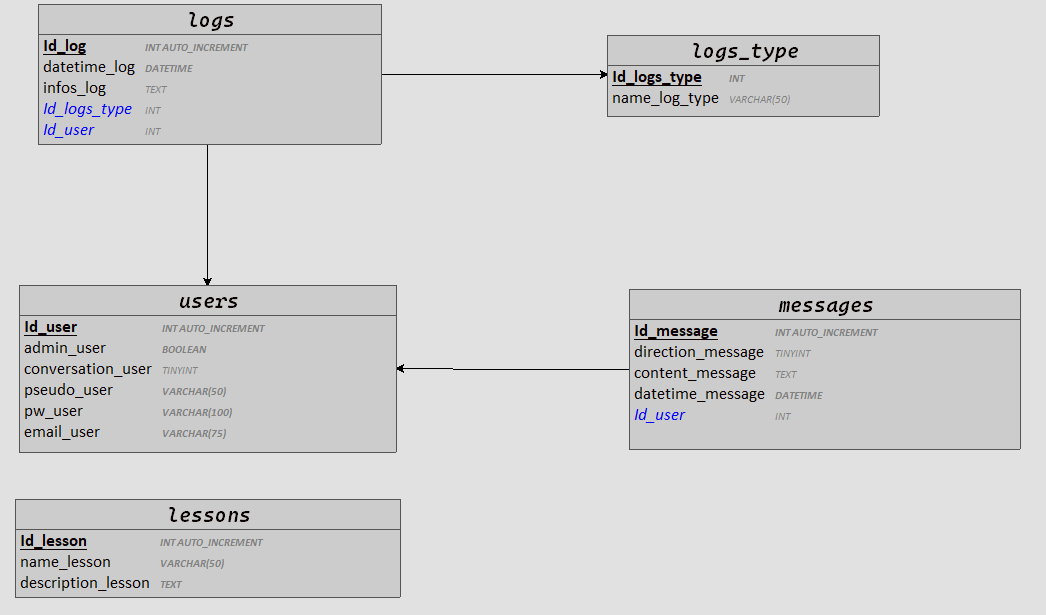 logs
Id_log INT AUTO_INCREMENT
datetime_log DATETIME
infos_log TEXT
Id_logs_type INT
Id_user INT
logs_type
Id_logs_type INT
name_log_type VARCHAR(50)
users
Id_user INT AUTO_INCREMENT
admin_user BOOLEAN
conversation_user TINYINT
pseudo_user VARCHAR(50)
pw_user VARCHAR(100)
email_user VARCHAR(75)
messages
Id_message INT AUTO_INCREMENT
direction_message TINYINT
content_message TEXT
datetime_message DATETIME
Id_user INT
lessons
Id_lesson INT AUTO_INCREMENT
name_lesson VARCHAR(50)
description_lesson TEXT